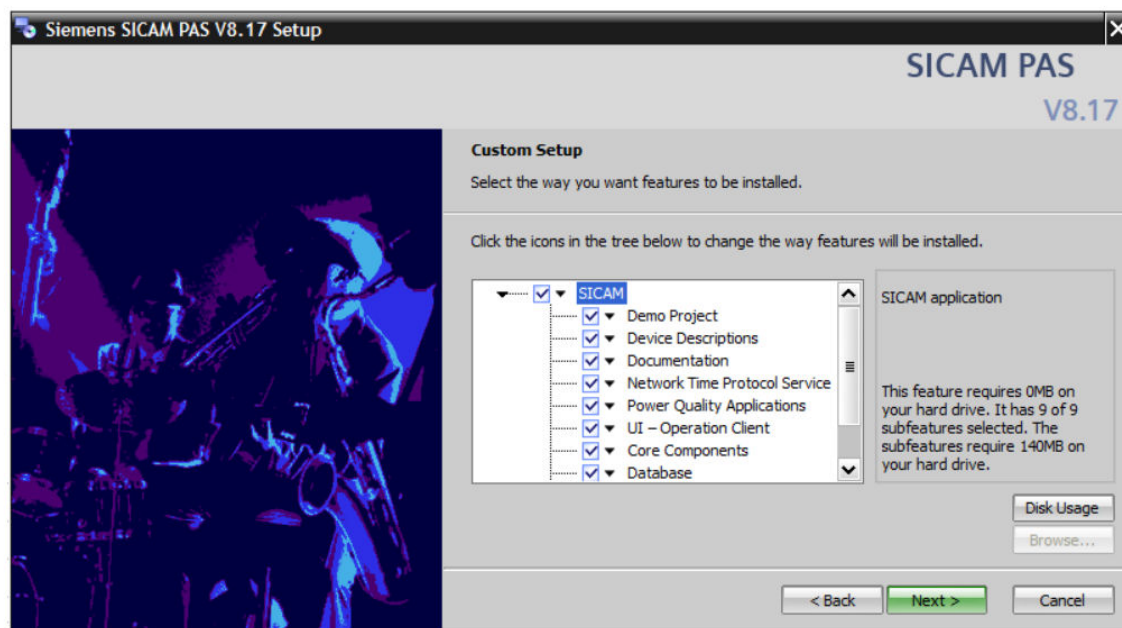 Siemens SICAM PAS V8.17 Setup
SICAM PAS
V8.17
Custom Setup
Select the way you want features to be installed.
Click the icons in the tree below to change the way features will be installed.
SICAM
Demo Project
Device Descriptions
Documentation
Network Time Protocol Service
Power Quality Applications
UI – Operation Client
Core Components
Database
SICAM application
This feature requires 0MB on
your hard drive. It has 9 of 9
subfeatures selected. The
subfeatures require 140MB on
your hard drive.
Disk Usage
Browse...
< Back
Next >
Cancel